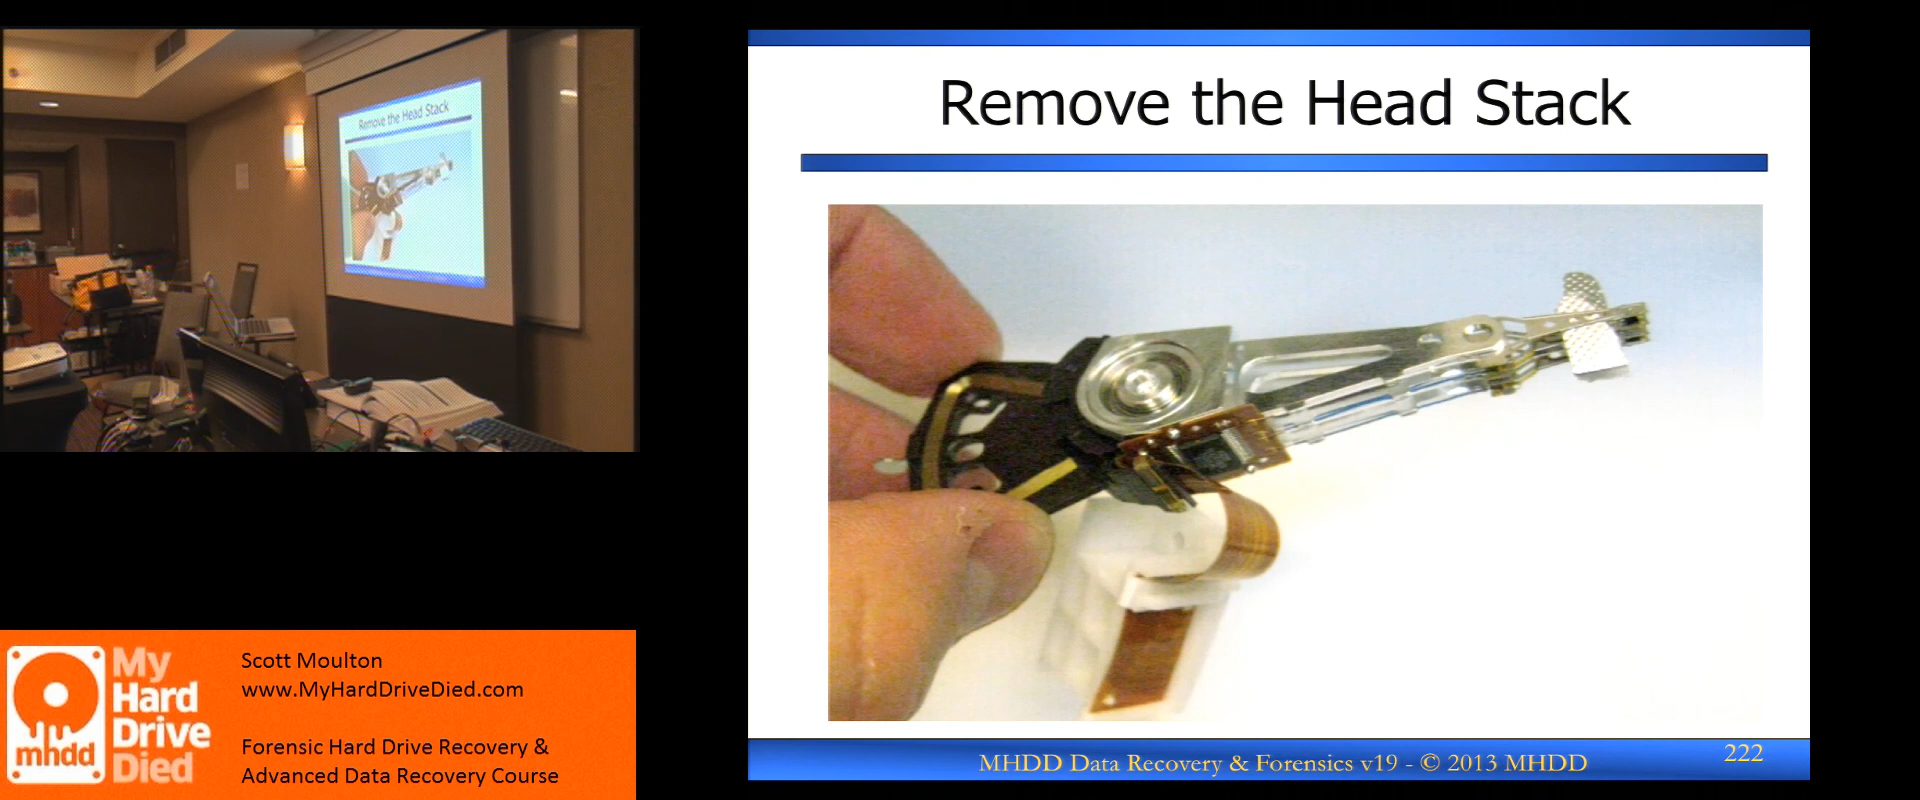 Remove the Head Stack
Remove the Head Stack
MHDD Data Recovery & Forensics v19 - © 2013 MHDD
222
mhdd
My
Hard
Drive
Died
Scott Moulton
www.MyHardDriveDied.com
Forensic Hard Drive Recovery &
Advanced Data Recovery Course